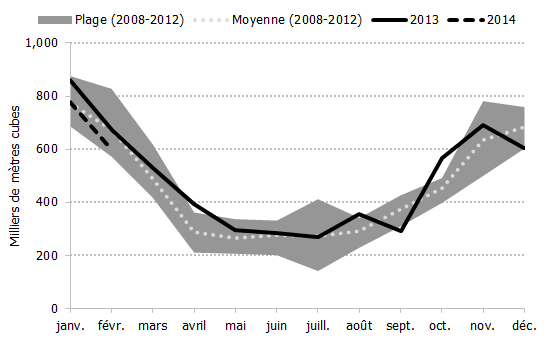 Plage (2008-2012) Moyenne (2008-2012) 2013 2014
1,000
800
600
400
200
0
Milliers de mètres cubes
janv. févr. mars avril mai juin juill. août sept. oct. nov. déc.